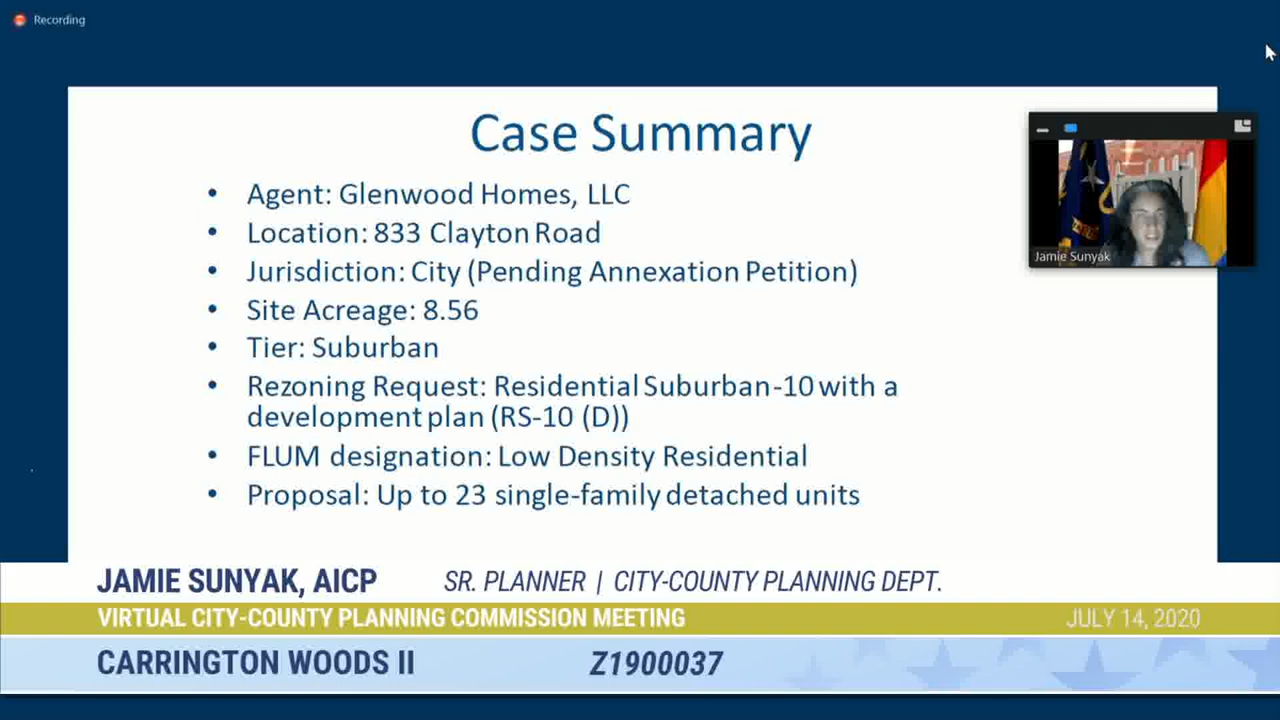 Recording
Case Summary
• Agent: Glenwood Homes, LLC
• Location: 833 Clayton Road
• Jurisdiction: City (Pending Annexation Petition)
• Site Acreage: 8.56
• Tier: Suburban
• Rezoning Request: Residential Suburban-10 with a
development plan (RS-10 (D))
• FLUM designation: Low Density Residential
• Proposal: Up to 23 single-family detached units
Jamie Sunyak
JAMIE SUNYAK, AICP SR. PLANNER | CITY-COUNTY PLANNING DEPT.
VIRTUAL CITY-COUNTY PLANNING COMMISSION MEETING JULY 14, 2020
CARRINGTON WOODS II Z1900037